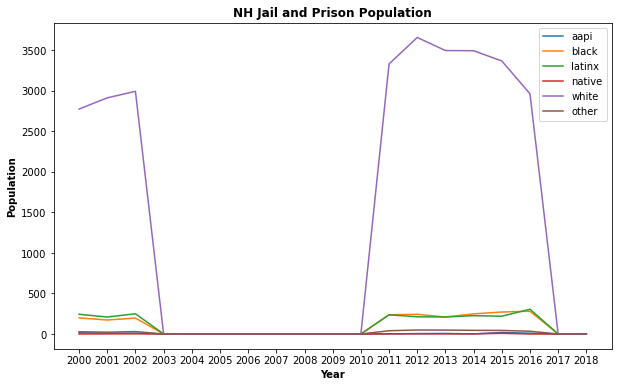 NH Jail and Prison Population
aapi
black
latinx
native
white
other
Population
3500
3000
2500
2000
1500
1000
500
0
2000 2001 2002 2003 2004 2005 2006 2007 2008 2009 2010 2011 2012 2013 2014 2015 2016 2017 2018
Year